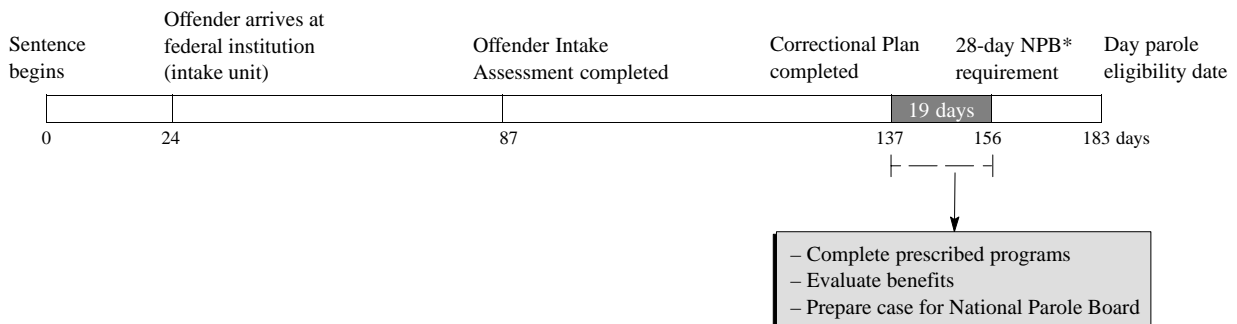 Sentence
begins
Offender arrives at
federal institution
(intake unit)
Offender Intake
Assessment completed
Correctional Plan
completed
28-day NPB*
requirement
Day parole
eligibility date
19 days
0
24
87
137
156
183 days
– Complete prescribed programs
– Evaluate benefits
– Prepare case for National Parole Board